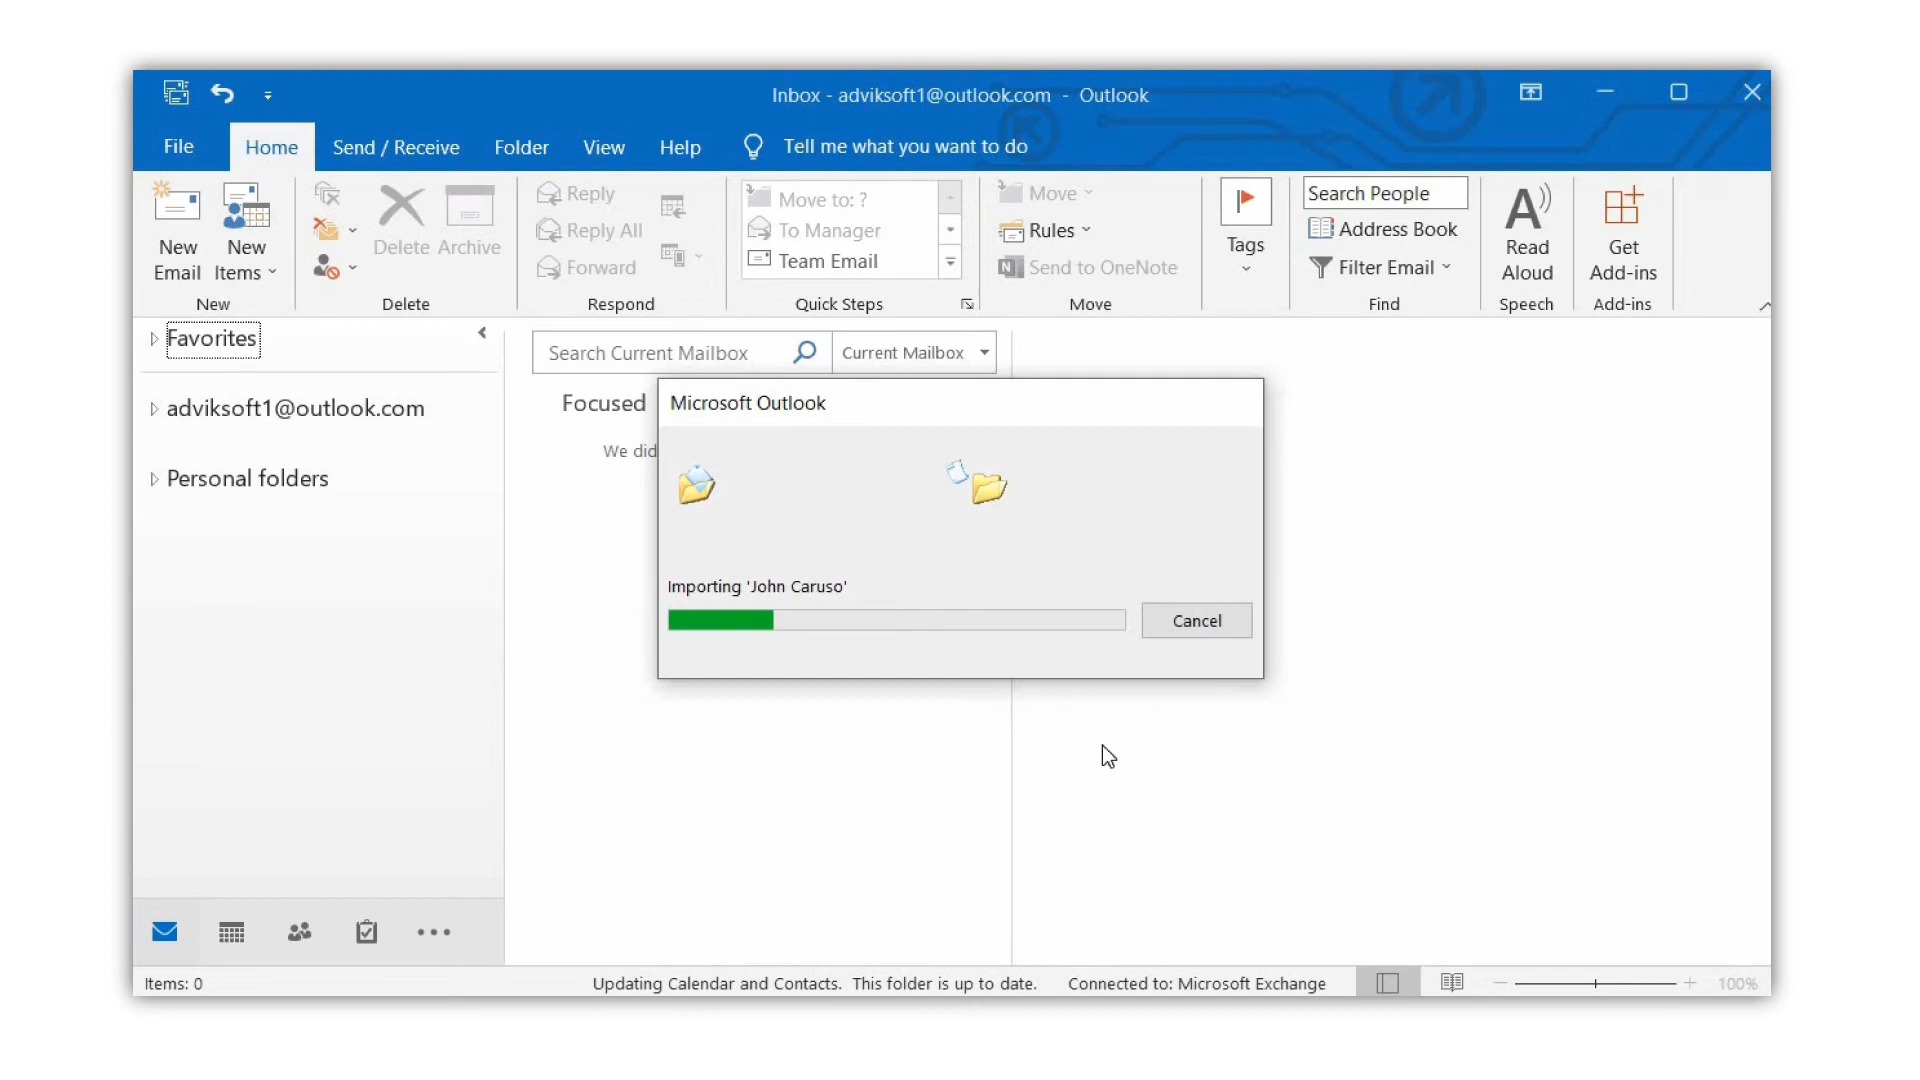 Inbox - adviksoft1@outlook.com - Outlook
File Home Send / Receive Folder View Help Tell me what you want to do
New Email
New Items
New
Delete Archive
Delete
Reply
Reply All
Forward
Respond
Move to: ?
To Manager
Team Email
Quick Steps
Move
Rules
Send to OneNote
Move
Tags
Search People
Address Book
Filter Email
Find
Read Aloud
Speech
Get Add-ins
Add-ins
Favorites
adviksoft1@outlook.com
Personal folders
Search Current Mailbox Current Mailbox
Focused
We did
Microsoft Outlook
Importing 'John Caruso'
Cancel
Items: 0 Updating Calendar and Contacts. This folder is up to date. Connected to: Microsoft Exchange 100%